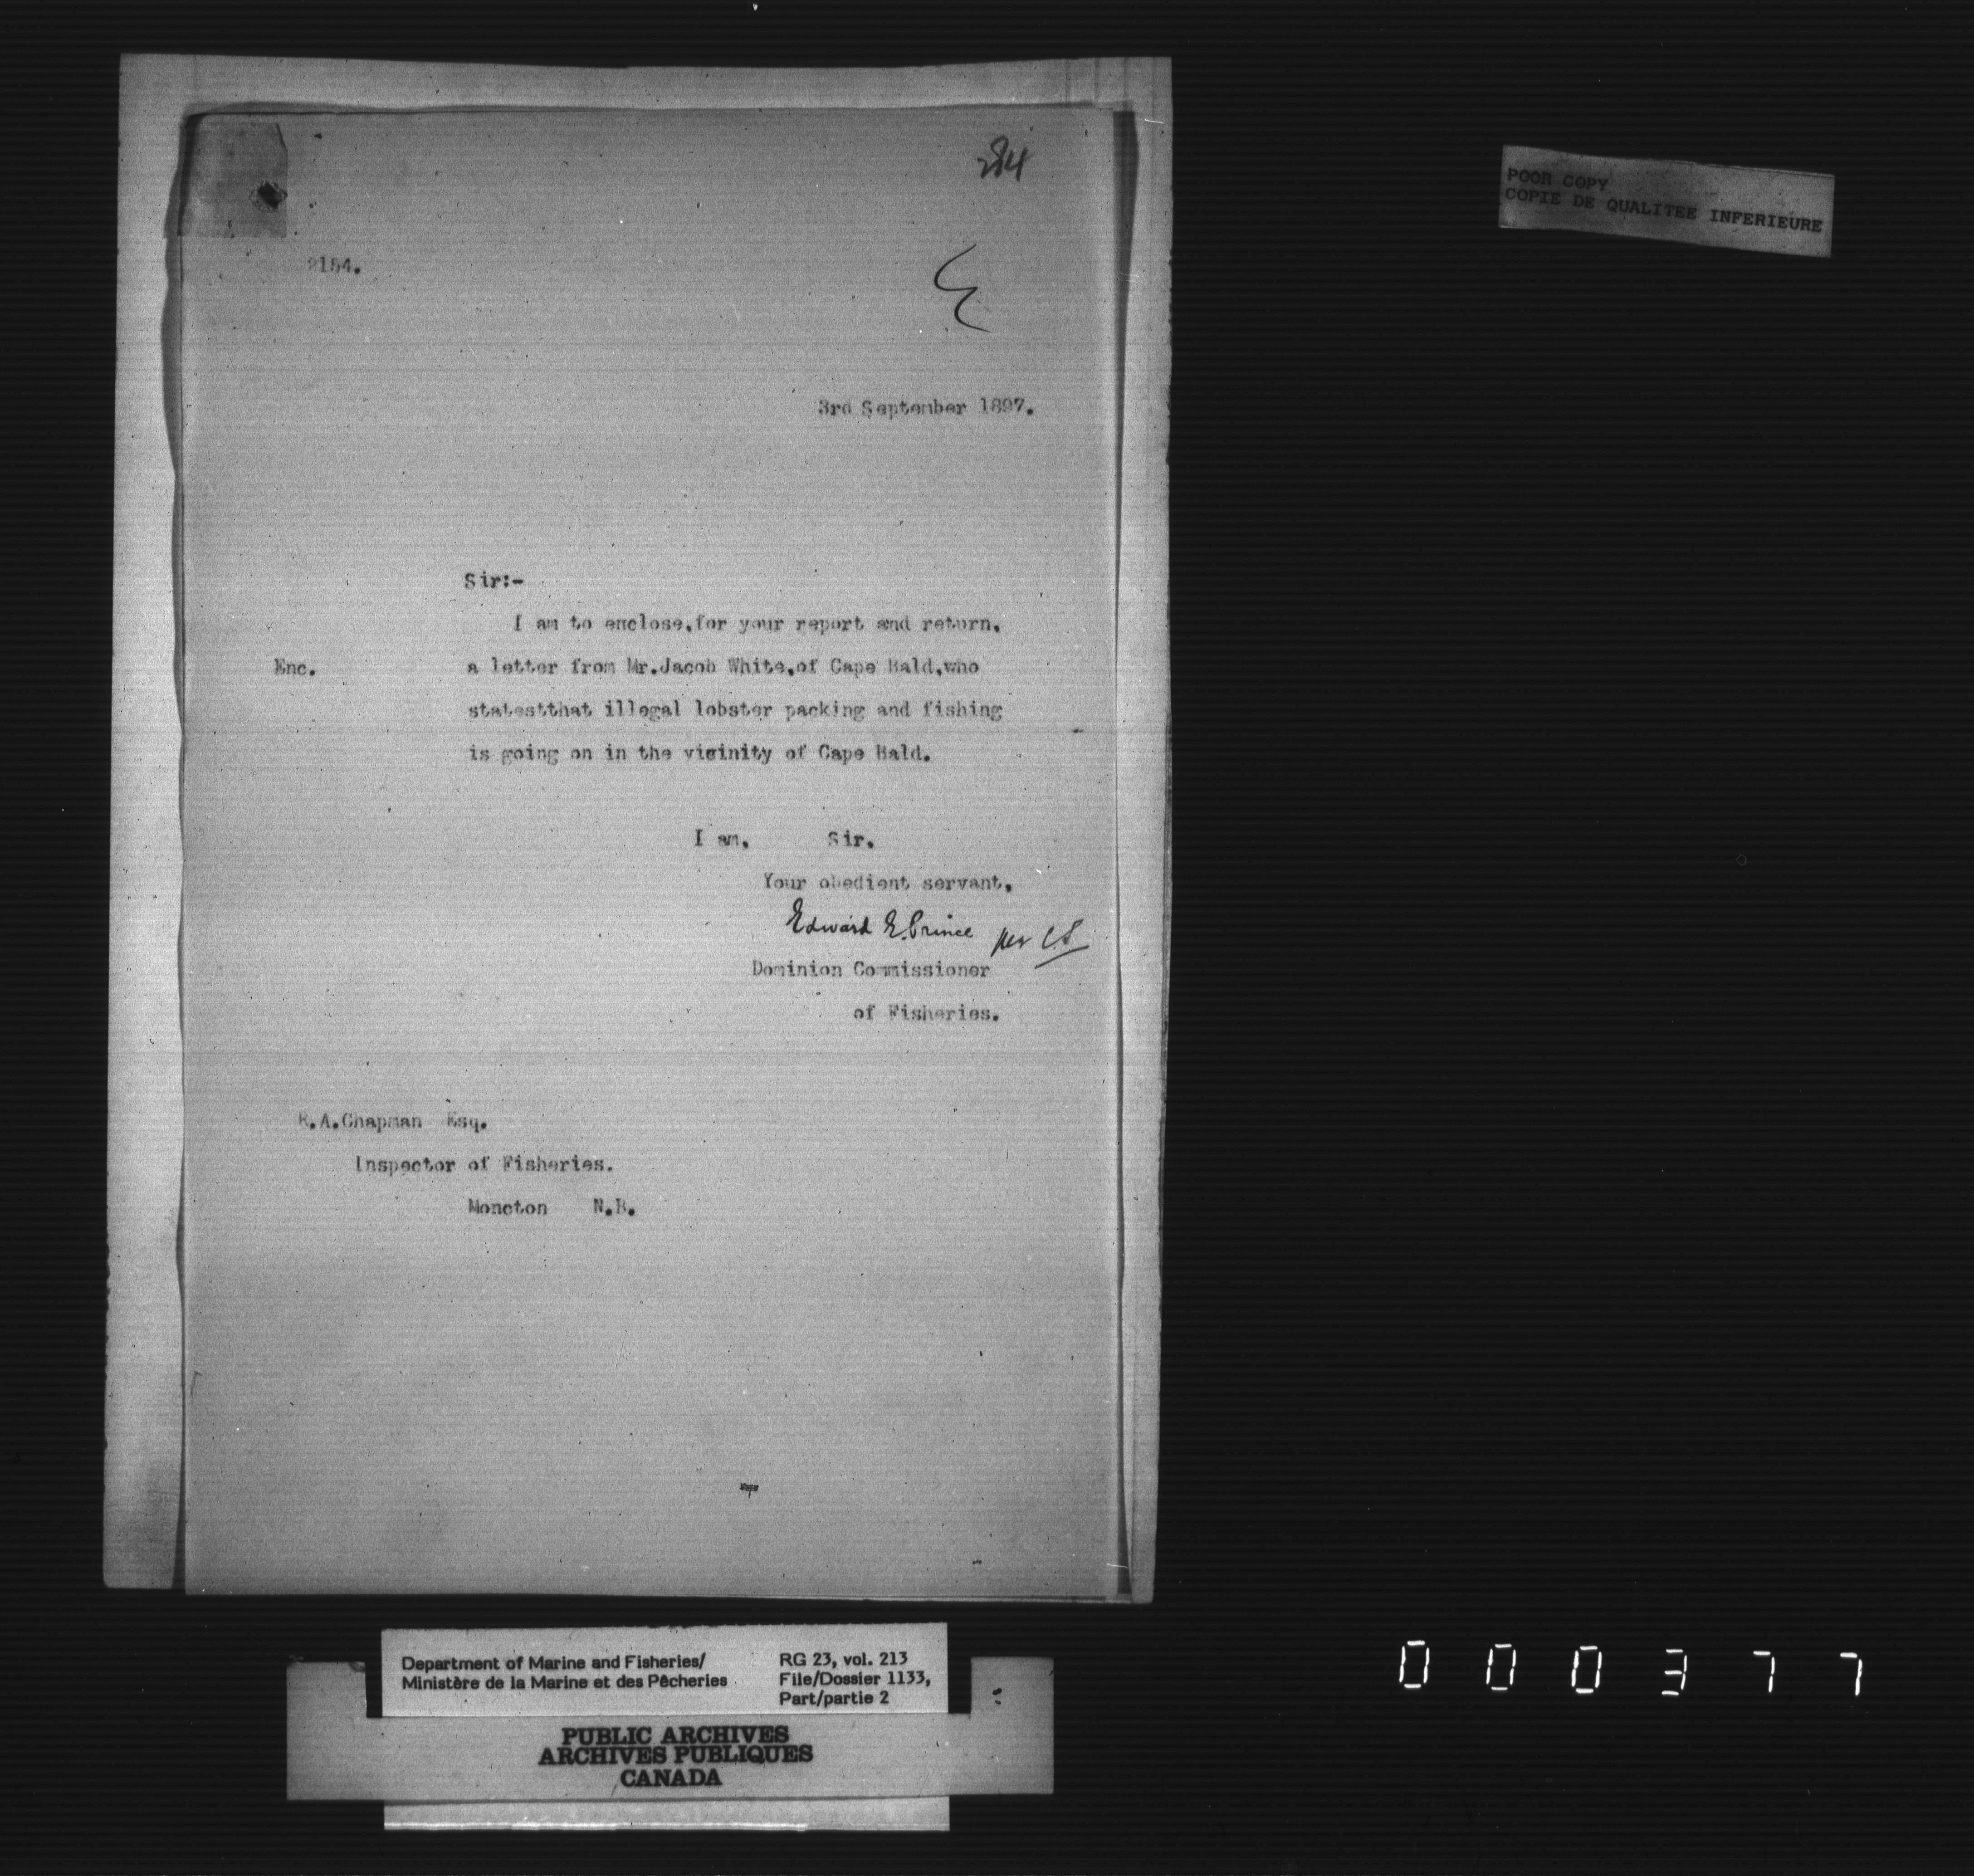 284
POOR COPY
COPIE DE QUALITEE INFERIEURE
2154.
3rd September 1897.
Sir:-
I am to enclose,for your report and return,
Enc. a letter from Mr.Jacob White,of Cape Bald,who
statestthat illegal lobster packing and fishing
is going on in the vicinity of Cape Bald.
I am, Sir.
Your obedient servant,
Edward E. Prince per C.S
Dominion Commissioner
of Fisheries.
R.A.Chapman Esq.
Inspector of Fisheries.
Moncton N.B.
Department of Marine and Fisheries/
Ministère de la Marine et des Pêcheries
RG 23, vol. 213
File/Dossier 1133,
Part/partie 2
PUBLIC ARCHIVES
ARCHIVES PUBLIQUES
CANADA
000377